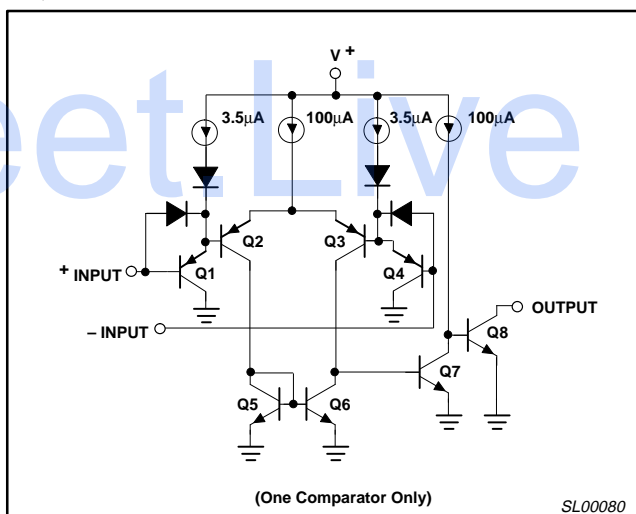 V +
3.5µA 100µA 3.5µA 100µA
eet.Live
Q2 Q3
+ INPUT Q1 Q4 OUTPUT
– INPUT Q8
Q7
Q5 Q6
(One Comparator Only)
SL00080